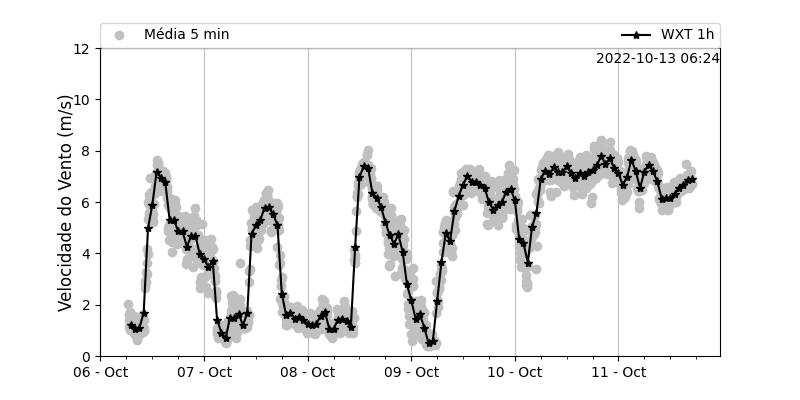 Média 5 min
WXT 1h
2022-10-13 06:24
Velocidade do Vento (m/s)
12
10
8
6
4
2
0
06 - Oct
07 - Oct
08 - Oct
09 - Oct
10 - Oct
11 - Oct